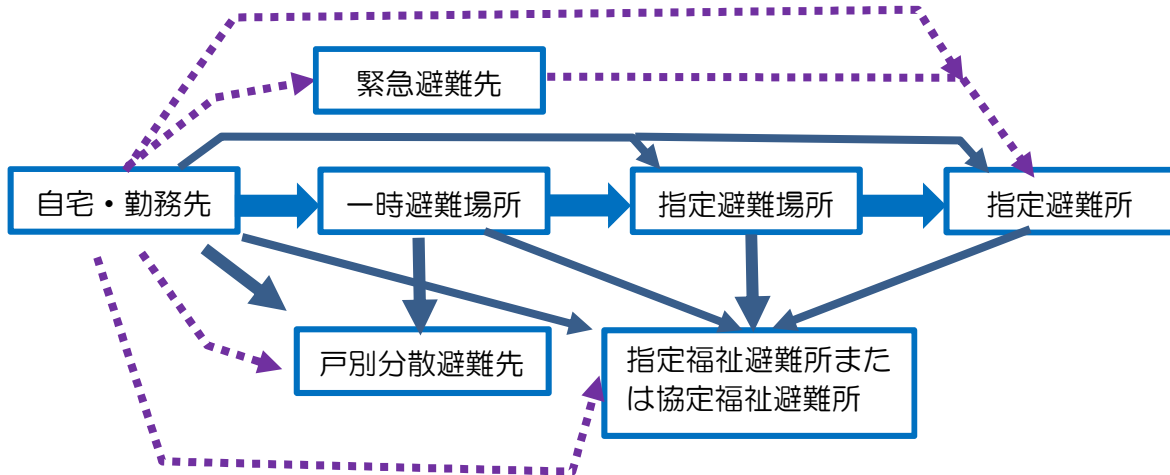 緊急避難先
自宅・勤務先
一時避難場所
指定避難場所
指定避難所
戸別分散避難先
指定福祉避難所また
は協定福祉避難所